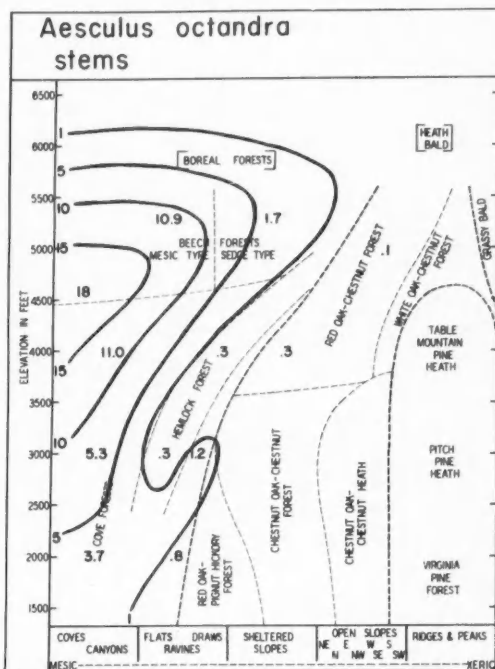 Aesculus octandra
stems
6500
6000
5500
5000
4500
4000
3500
3000
2500
2000
1500
ELEVATION IN FEET
1
5
10
15
15
10
5
1
[BOREAL FORESTS]
[HEATH
BALD]
10.9
1.7
BEECH FORESTS
MESIC TYPE SEDGE TYPE
18
11.0
.3
.3
.1
5.3
.3
1.2
3.7
.8
RED OAK-CHESTNUT FOREST
WHITE OAK-CHESTNUT
FOREST
GRASSY BALD
TABLE
MOUNTAIN
PINE
HEATH
HEMLOCK FOREST
COVE FOREST
PITCH
PINE
HEATH
CHESTNUT OAK-CHESTNUT
FOREST
CHESTNUT OAK-
CHESTNUT HEATH
RED OAK-
PIGNUT HICKORY
FOREST
VIRGINIA
PINE
FOREST
COVES
CANYONS
FLATS DRAWS
RAVINES
SHELTERED
SLOPES
OPEN SLOPES
NE E W S
N NW SE SW
RIDGES & PEAKS
MESIC XERIC